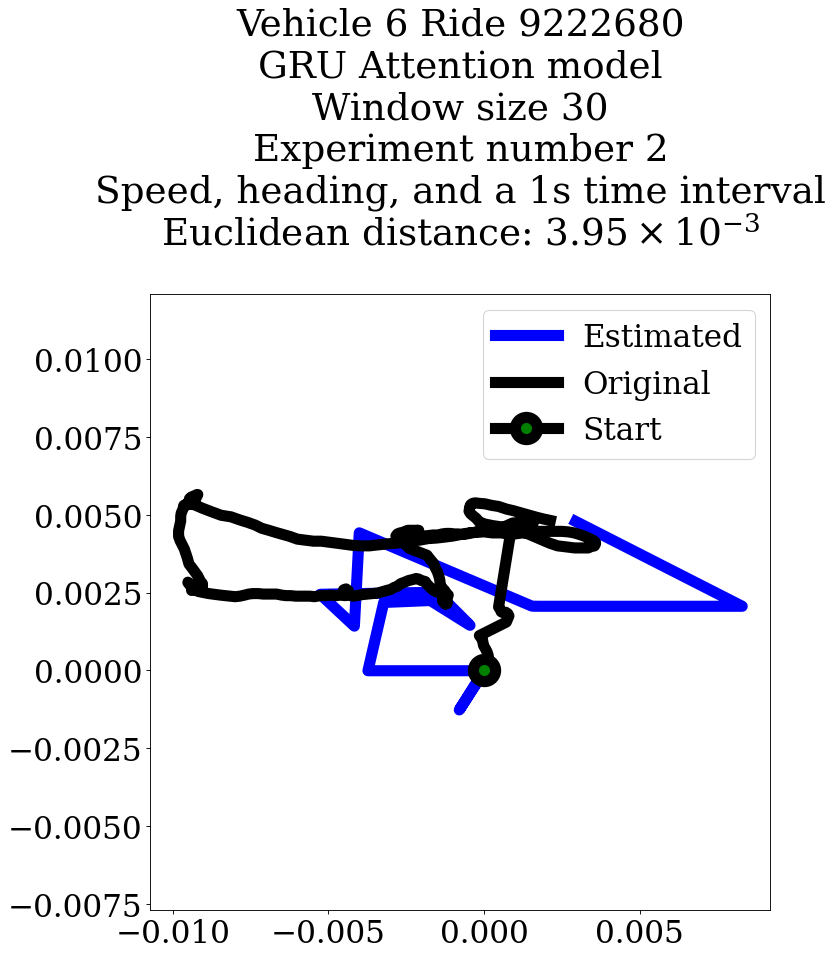 Vehicle 6 Ride 9222680
GRU Attention model
Window size 30
Experiment number 2
Speed, heading, and a 1s time interval
Euclidean distance: 3.95 × 10⁻³
Estimated
Original
Start
0.0100
0.0075
0.0050
0.0025
0.0000
−0.0025
−0.0050
−0.0075
−0.010 −0.005 0.000 0.005